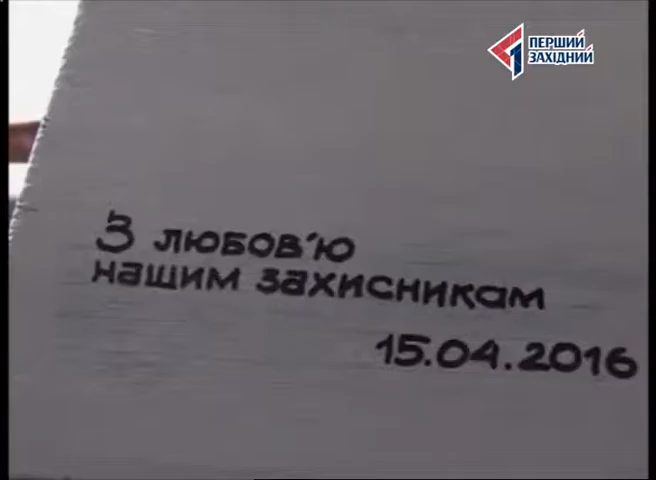 ПЕРШИЙ
ЗАХІДНИЙ
З любов'ю
нашим захисникам
15.04.2016